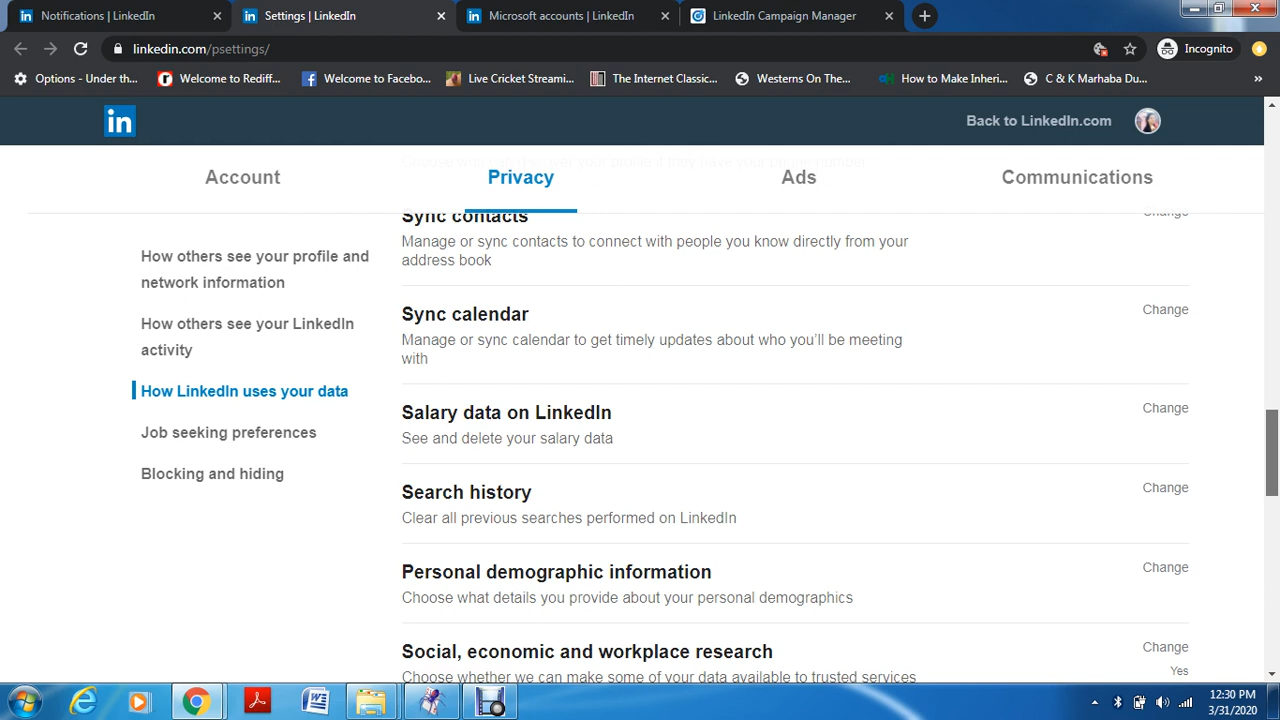 Notifications | LinkedIn
Settings | LinkedIn
Microsoft accounts | LinkedIn
LinkedIn Campaign Manager
linkedin.com/psettings/
Incognito
Options - Under th...
Welcome to Rediff...
Welcome to Facebo...
Live Cricket Streami...
The Internet Classic...
Westerns On The...
How to Make Inheri...
C & K Marhaba Du...
»
in
Back to LinkedIn.com
Account
Privacy
Ads
Communications
How others see your profile and
network information
How others see your LinkedIn
activity
How LinkedIn uses your data
Job seeking preferences
Blocking and hiding
Sync contacts
Change
Manage or sync contacts to connect with people you know directly from your
address book
Sync calendar
Change
Manage or sync calendar to get timely updates about who you’ll be meeting
with
Salary data on LinkedIn
Change
See and delete your salary data
Search history
Change
Clear all previous searches performed on LinkedIn
Personal demographic information
Change
Choose what details you provide about your personal demographics
Social, economic and workplace research
Change
Yes
Choose whether we can make some of your data available to trusted services
12:30 PM
3/31/2020